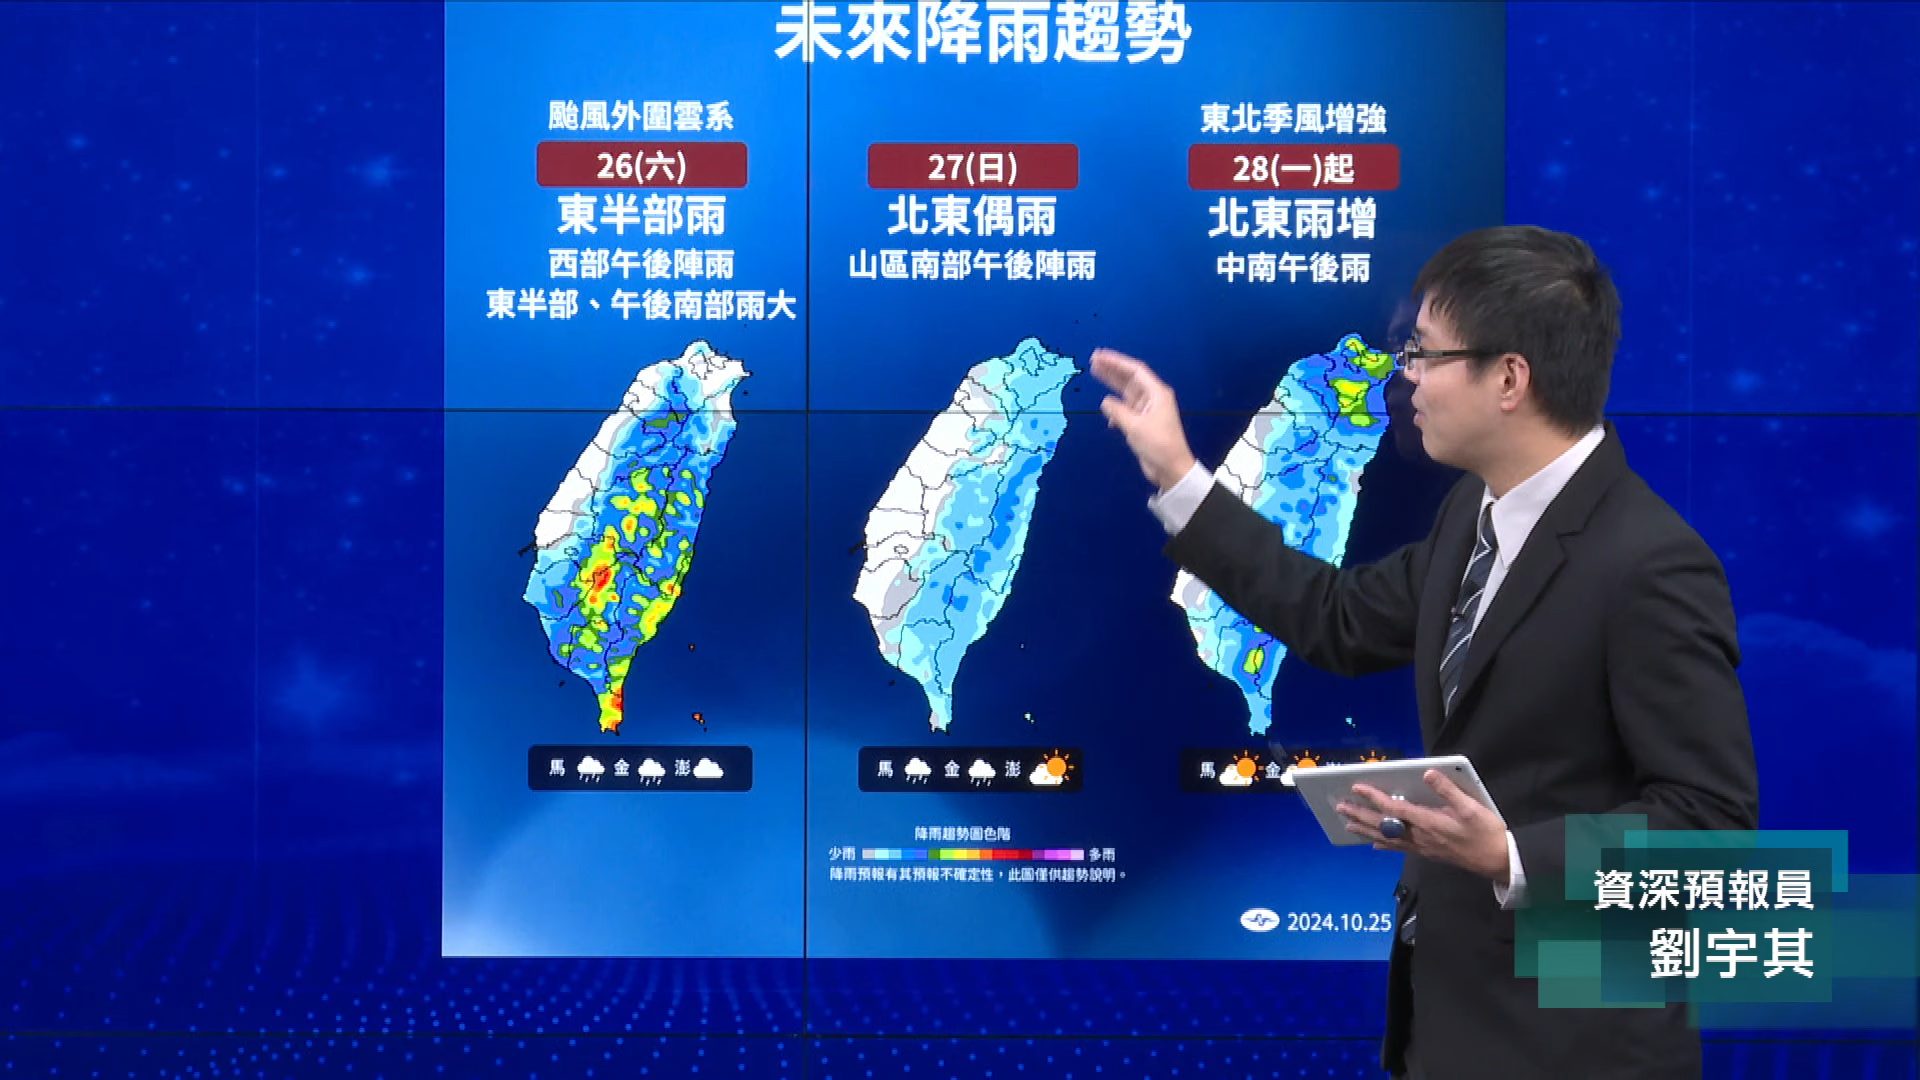 未來降雨趨勢
颱風外圍雲系
26(六)
東半部雨
西部午後陣雨
東半部、午後南部雨大
27(日)
北東偶雨
山區南部午後陣雨
東北季風增強
28(一)起
北東雨增
中南午後雨
馬 金 澎
馬 金 澎
馬 金
降雨趨勢圖色階
少雨 多雨
降雨預報有其預報不確定性，此圖僅供趨勢說明。
2024.10.25
資深預報員
劉宇其